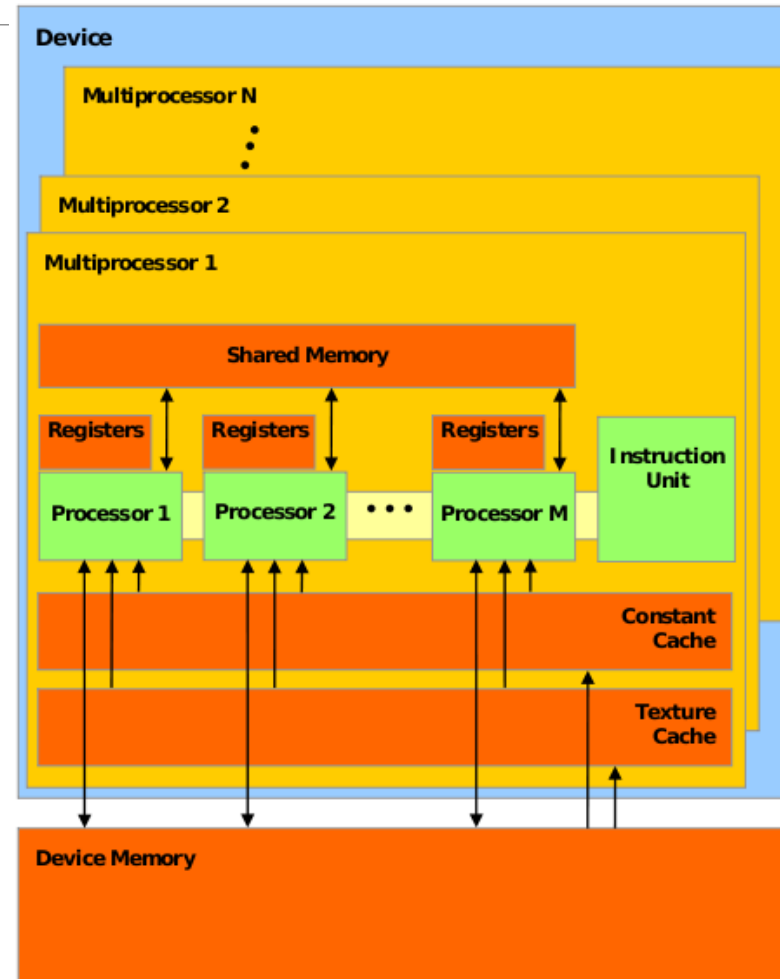 Device
Multiprocessor N
Multiprocessor 2
Multiprocessor 1
Shared Memory
Registers
Registers
Registers
Instruction
Unit
Processor 1
Processor 2
Processor M
Constant
Cache
Texture
Cache
Device Memory